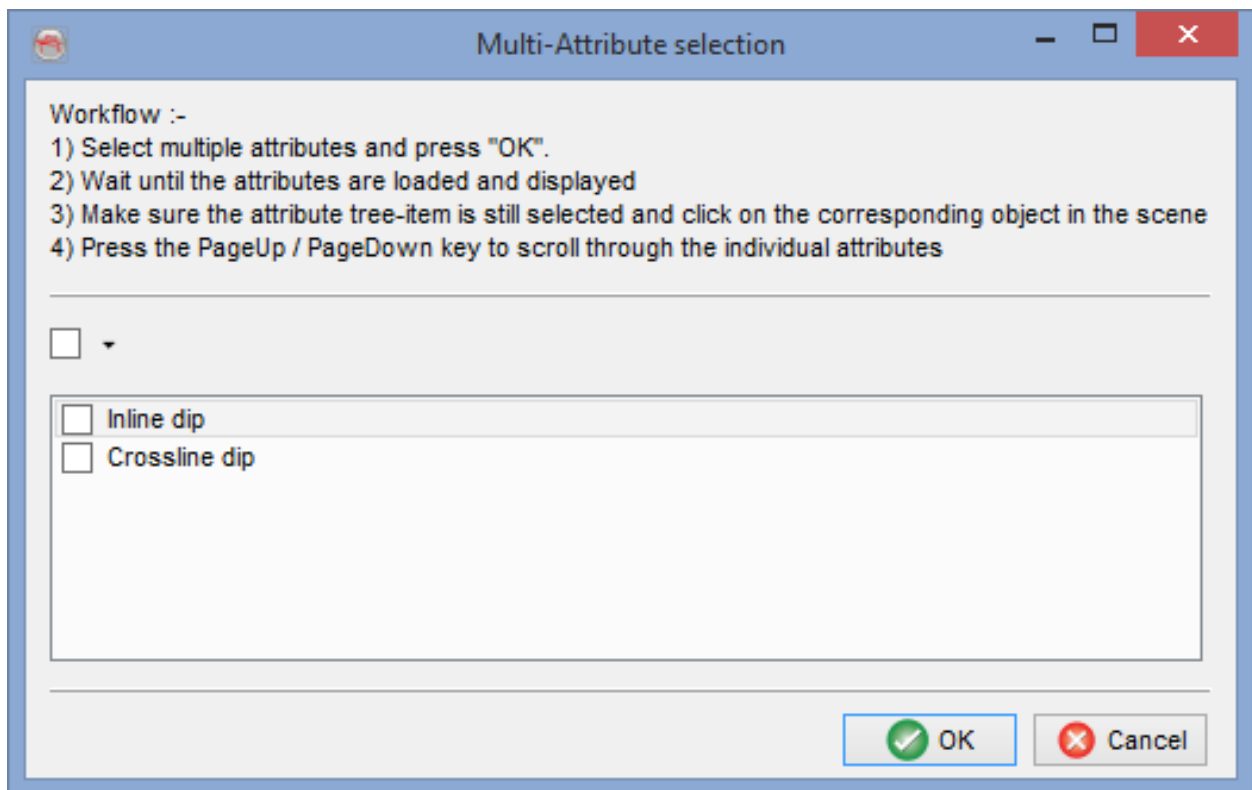 Multi-Attribute selection
Workflow :-
1) Select multiple attributes and press "OK".
2) Wait until the attributes are loaded and displayed
3) Make sure the attribute tree-item is still selected and click on the corresponding object in the scene
4) Press the PageUp / PageDown key to scroll through the individual attributes
Inline dip
Crossline dip
OK
Cancel